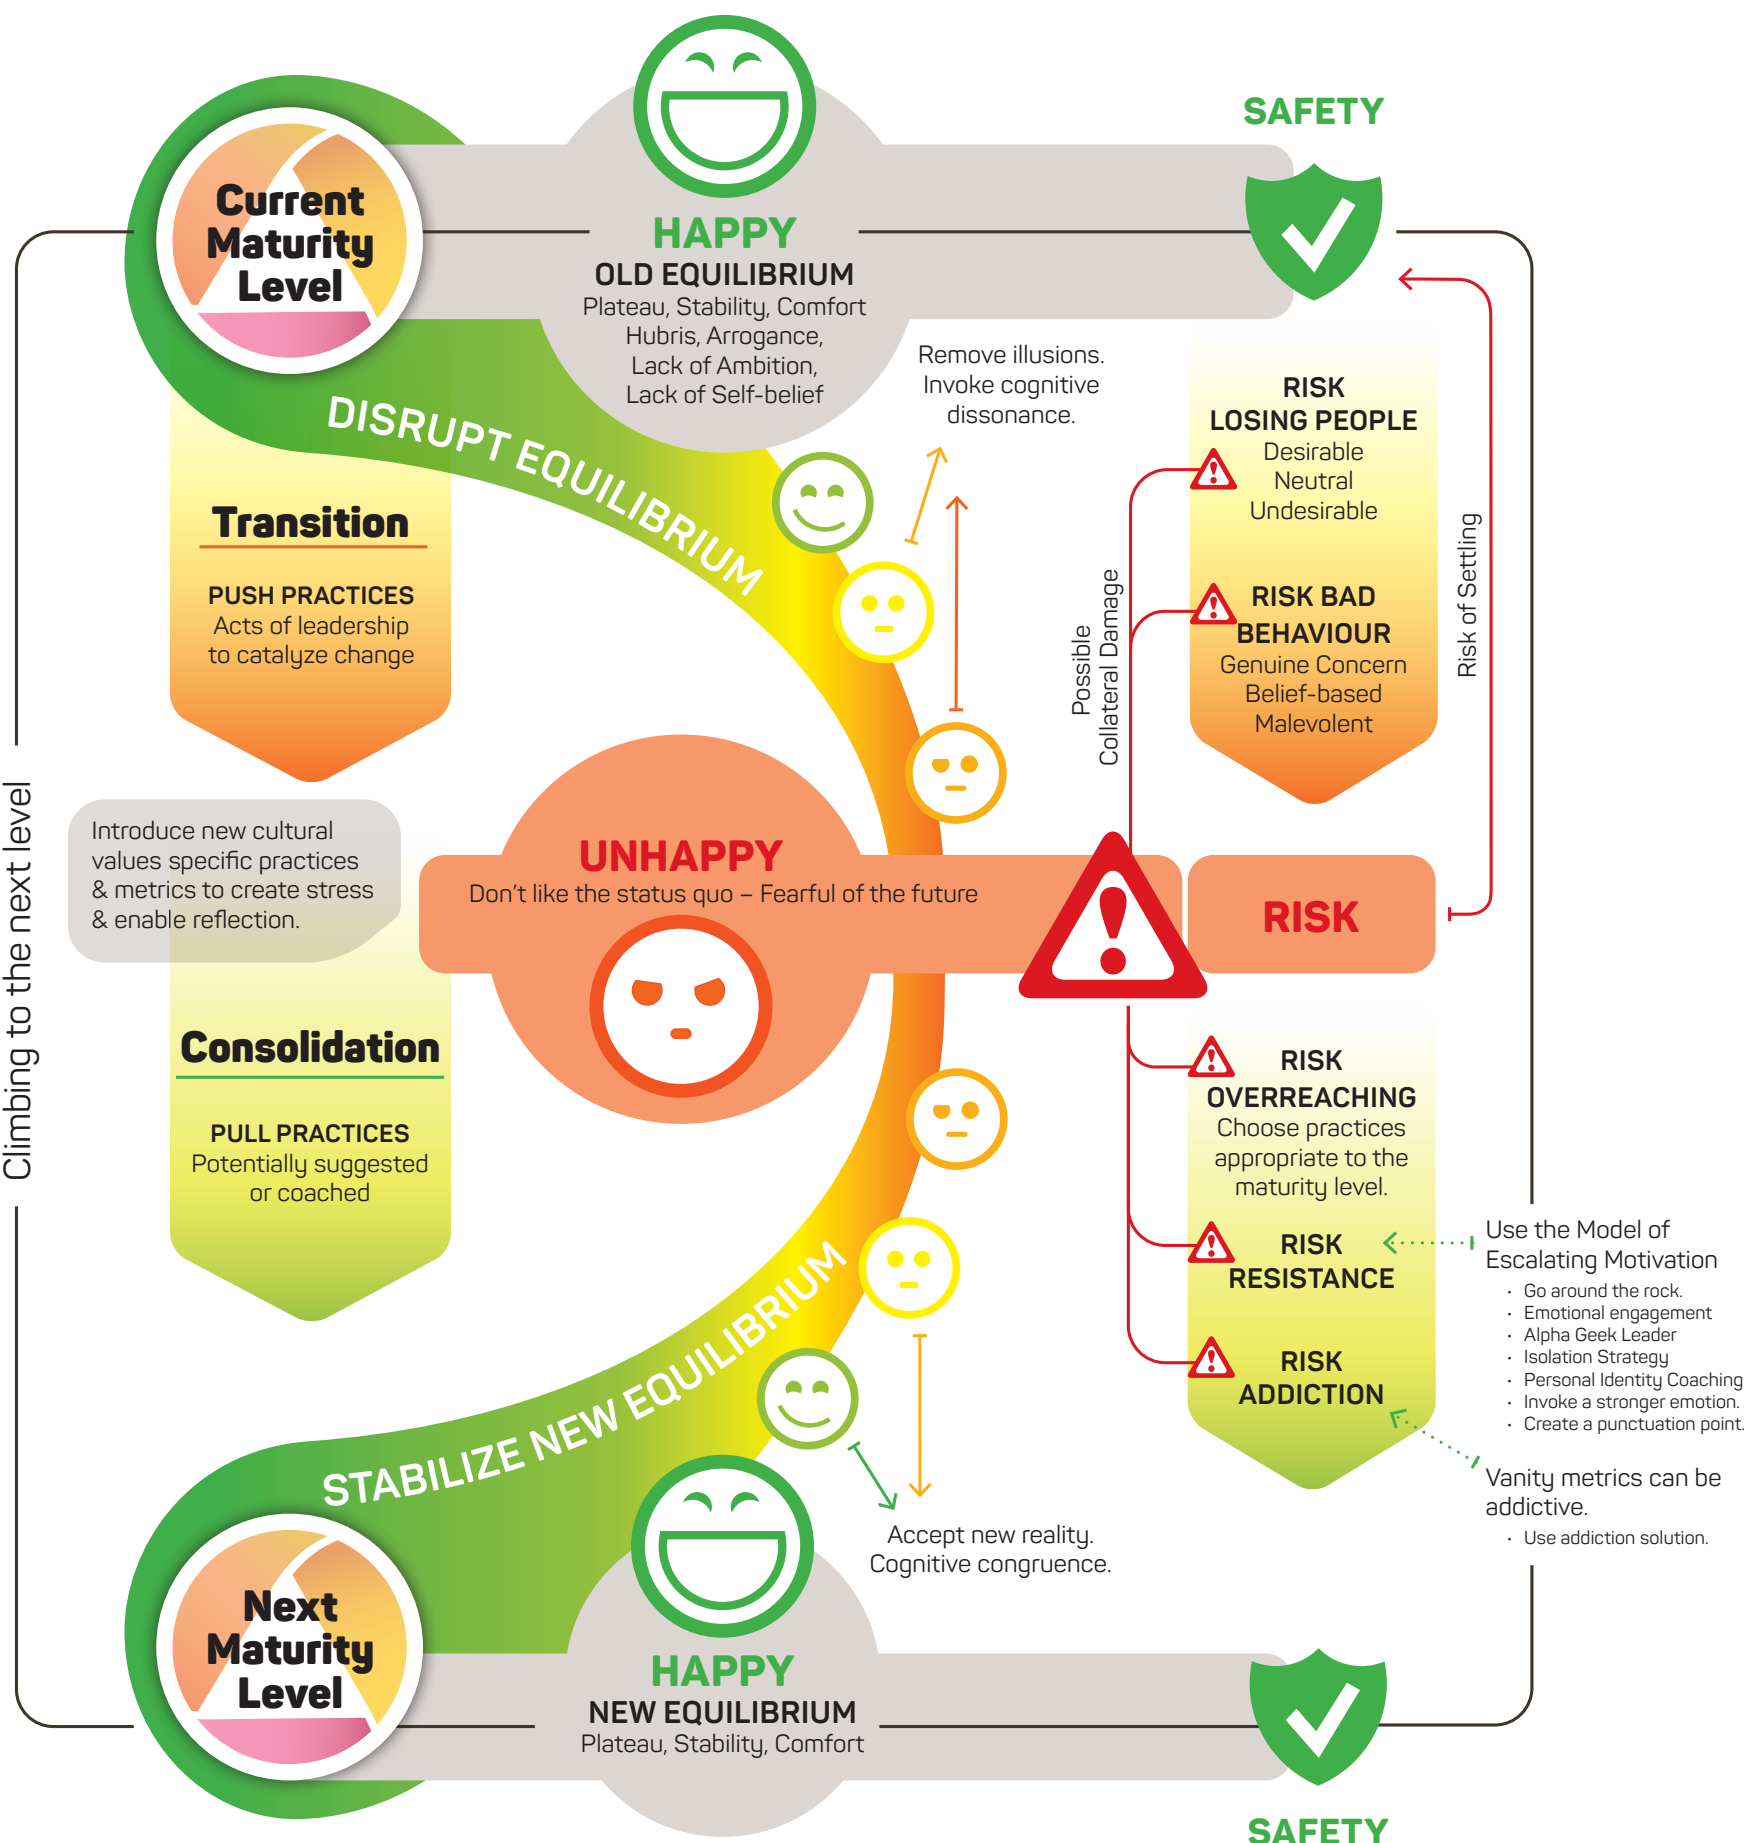 SAFETY
Current
Maturity
Level
HAPPY
OLD EQUILIBRIUM
Plateau, Stability, Comfort
Hubris, Arrogance,
Lack of Ambition,
Lack of Self-belief
DISRUPT EQUILIBRIUM
Remove illusions.
Invoke cognitive
dissonance.
RISK
LOSING PEOPLE
Desirable
Neutral
Undesirable
RISK BAD
BEHAVIOUR
Genuine Concern
Belief-based
Malevolent
Possible
Collateral Damage
Risk of Settling
Transition
PUSH PRACTICES
Acts of leadership
to catalyze change
Climbing to the next level
Introduce new cultural
values specific practices
& metrics to create stress
& enable reflection.
UNHAPPY
Don't like the status quo – Fearful of the future
RISK
Consolidation
PULL PRACTICES
Potentially suggested
or coached
RISK
OVERREACHING
Choose practices
appropriate to the
maturity level.
RISK
RESISTANCE
RISK
ADDICTION
Use the Model of
Escalating Motivation
· Go around the rock.
· Emotional engagement
· Alpha Geek Leader
· Isolation Strategy
· Personal Identity Coaching
· Invoke a stronger emotion.
· Create a punctuation point.
Vanity metrics can be
addictive.
· Use addiction solution.
STABILIZE NEW EQUILIBRIUM
Accept new reality.
Cognitive congruence.
Next
Maturity
Level
HAPPY
NEW EQUILIBRIUM
Plateau, Stability, Comfort
SAFETY